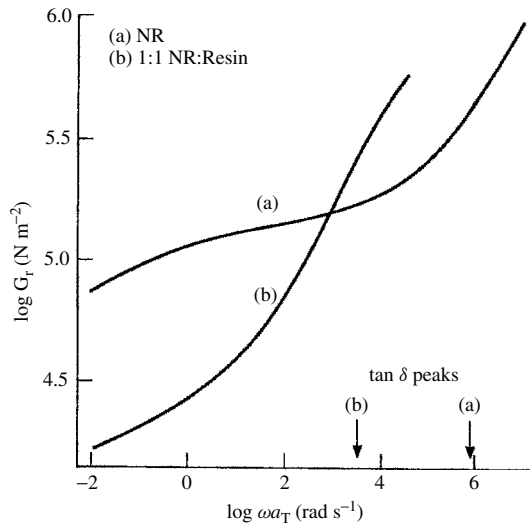 6.0
(a) NR
(b) 1:1 NR:Resin
5.5
(a)
5.0
log G_r (N m⁻²)
(b)
4.5
tan δ peaks
(b)
(a)
−2
0
2
4
6
log ωa_T (rad s⁻¹)